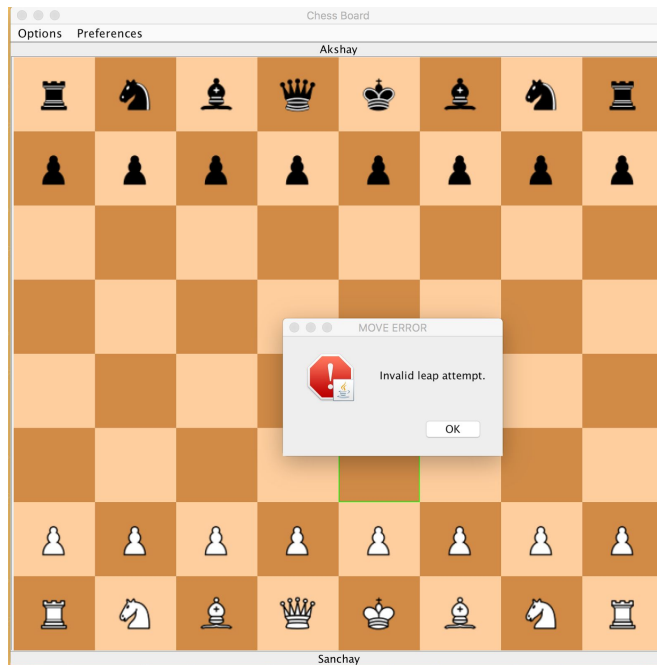 Chess Board
Options Preferences
Akshay
MOVE ERROR
Invalid leap attempt.
OK
Sanchay